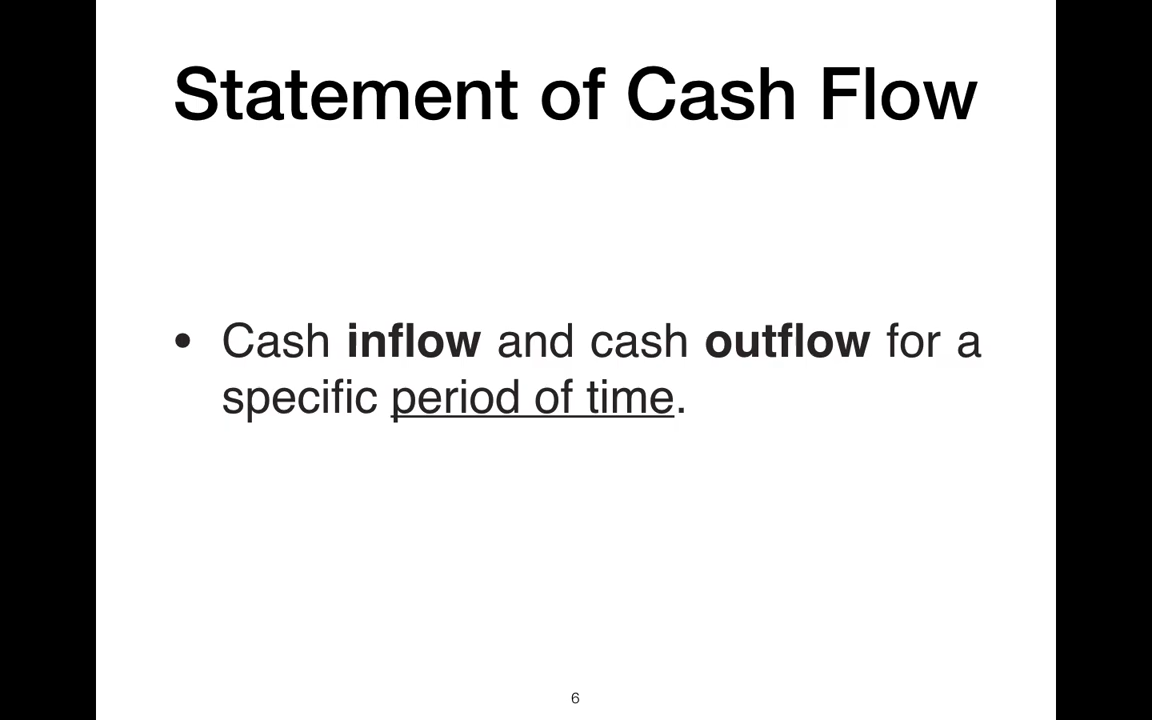 Statement of Cash Flow
• Cash inflow and cash outflow for a
specific period of time.
6